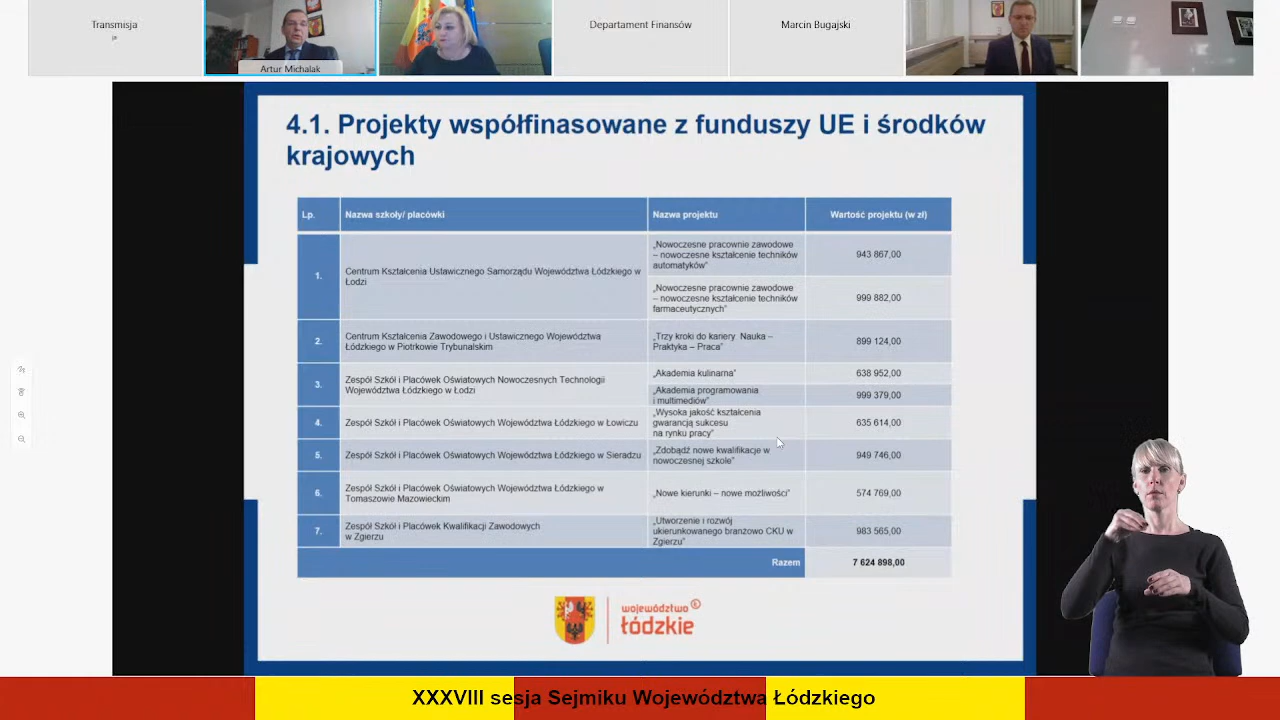 Transmisja
Artur Michalak
Departament Finansów
Marcin Bugajski
4.1. Projekty współfinasowane z funduszy UE i środków
krajowych
Lp.
Nazwa szkoły/ placówki
Nazwa projektu
Wartość projektu (w zł)
1.
Centrum Kształcenia Ustawicznego Samorządu Województwa Łódzkiego w
Łodzi
„Nowoczesne pracownie zawodowe
– nowoczesne kształcenie techników
automatyków”
943 867,00
„Nowoczesne pracownie zawodowe
– nowoczesne kształcenie techników
farmaceutycznych”
999 882,00
2.
Centrum Kształcenia Zawodowego i Ustawicznego Województwa
Łódzkiego w Piotrkowie Trybunalskim
„Trzy kroki do kariery Nauka –
Praktyka – Praca”
899 124,00
3.
Zespół Szkół i Placówek Oświatowych Nowoczesnych Technologii
Województwa Łódzkiego w Łodzi
„Akademia kulinarna”
638 952,00
„Akademia programowania
i multimediów”
999 379,00
4.
Zespół Szkół i Placówek Oświatowych Województwa Łódzkiego w Łowiczu
„Wysoka jakość kształcenia
gwarancją sukcesu
na rynku pracy”
635 614,00
5.
Zespół Szkół i Placówek Oświatowych Województwa Łódzkiego w Sieradzu
„Zdobądź nowe kwalifikacje w
nowoczesnej szkole”
949 746,00
6.
Zespół Szkół i Placówek Oświatowych Województwa Łódzkiego w
Tomaszowie Mazowieckim
„Nowe kierunki – nowe możliwości”
574 769,00
7.
Zespół Szkół i Placówek Kwalifikacji Zawodowych
w Zgierzu
„Utworzenie i rozwój
ukierunkowanego branżowo CKU w
Zgierzu”
983 565,00
Razem
7 624 898,00
województwo
łódzkie
XXXVIII sesja Sejmiku Województwa Łódzkiego